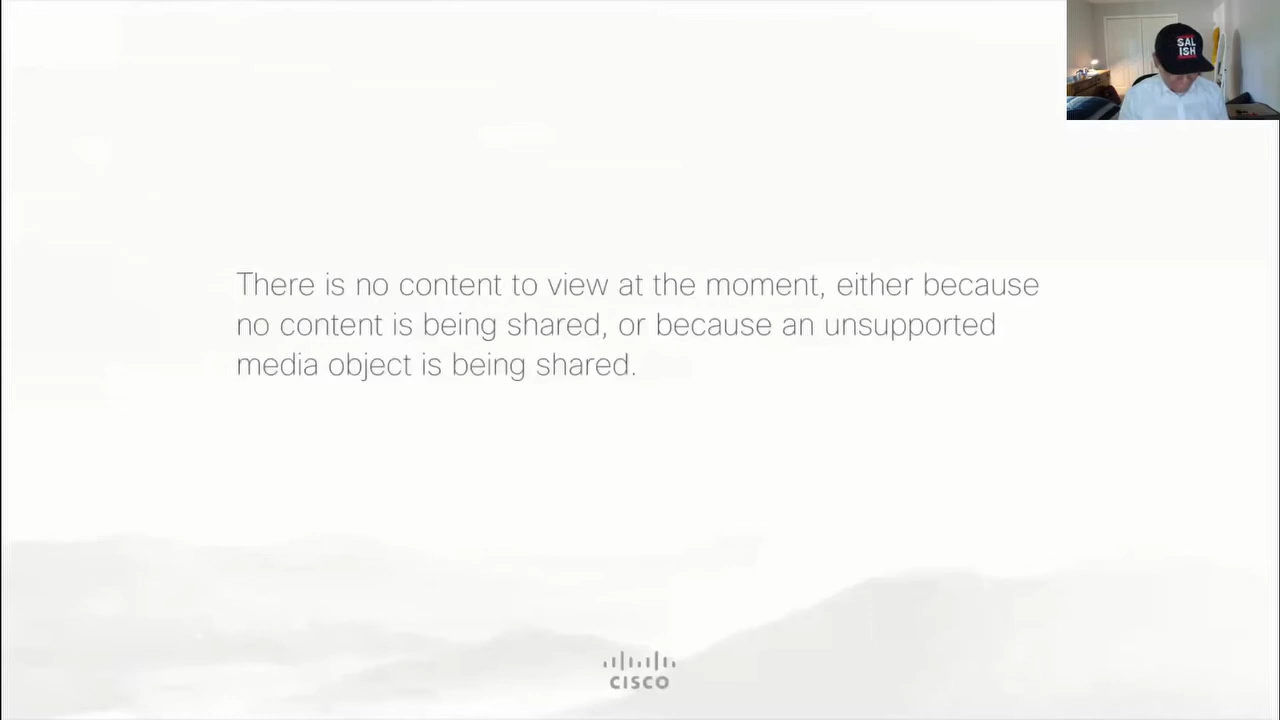 SAL
ISH
There is no content to view at the moment, either because
no content is being shared, or because an unsupported
media object is being shared.
CISCO